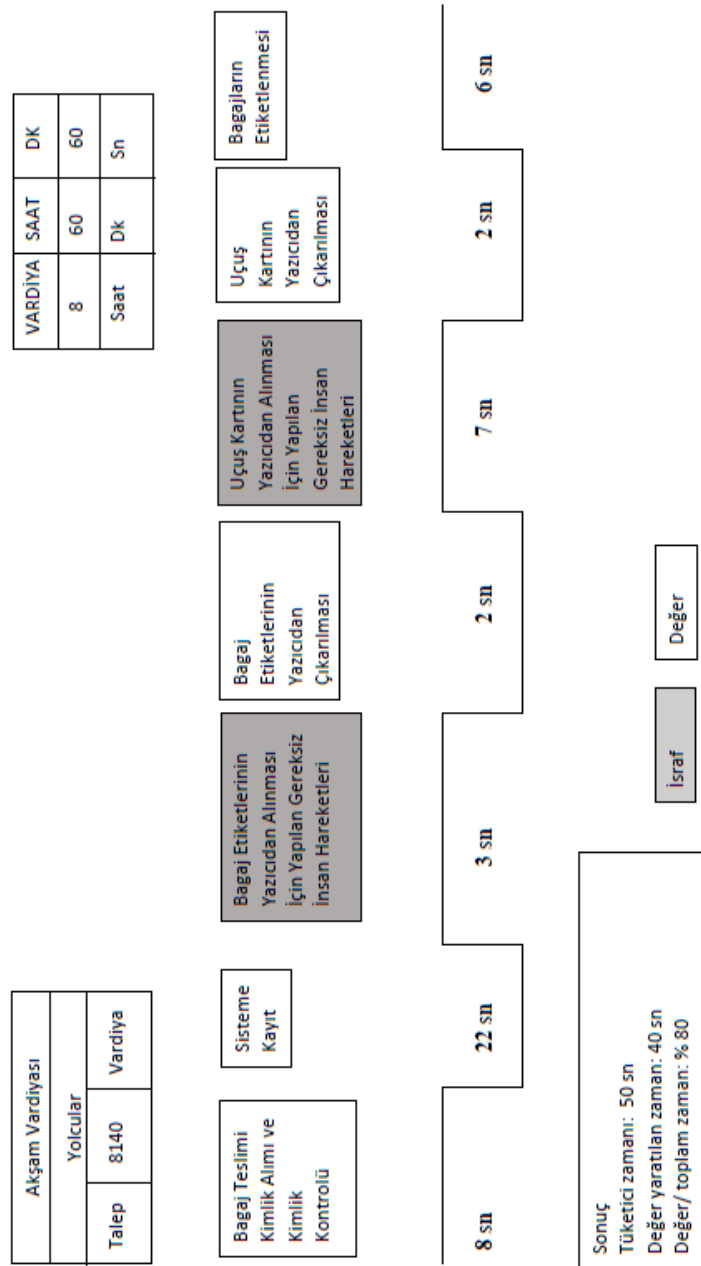 Akşam Vardiyası
Yolcular
Talep 8140 Vardiya
VARDİYA SAAT DK
8 60 60
Saat Dk Sn
Bagaj Teslimi
Kimlik Alımı ve
Kimlik
Kontrolü
Sisteme
Kayıt
Bagaj Etiketlerinin
Yazıcıdan Alınması
İçin Yapılan Gereksiz
İnsan Hareketleri
Bagaj
Etiketlerinin
Yazıcıdan
Çıkarılması
Uçuş Kartının
Yazıcıdan Alınması
İçin Yapılan
Gereksiz İnsan
Hareketleri
Uçuş
Kartının
Yazıcıdan
Çıkarılması
Bagajların
Etiketlenmesi
8 sn 22 sn 3 sn 2 sn 7 sn 2 sn 6 sn
Sonuç
Tüketici zamanı: 50 sn
Değer yaratılan zaman: 40 sn
Değer/ toplam zaman: % 80
İsraf
Değer